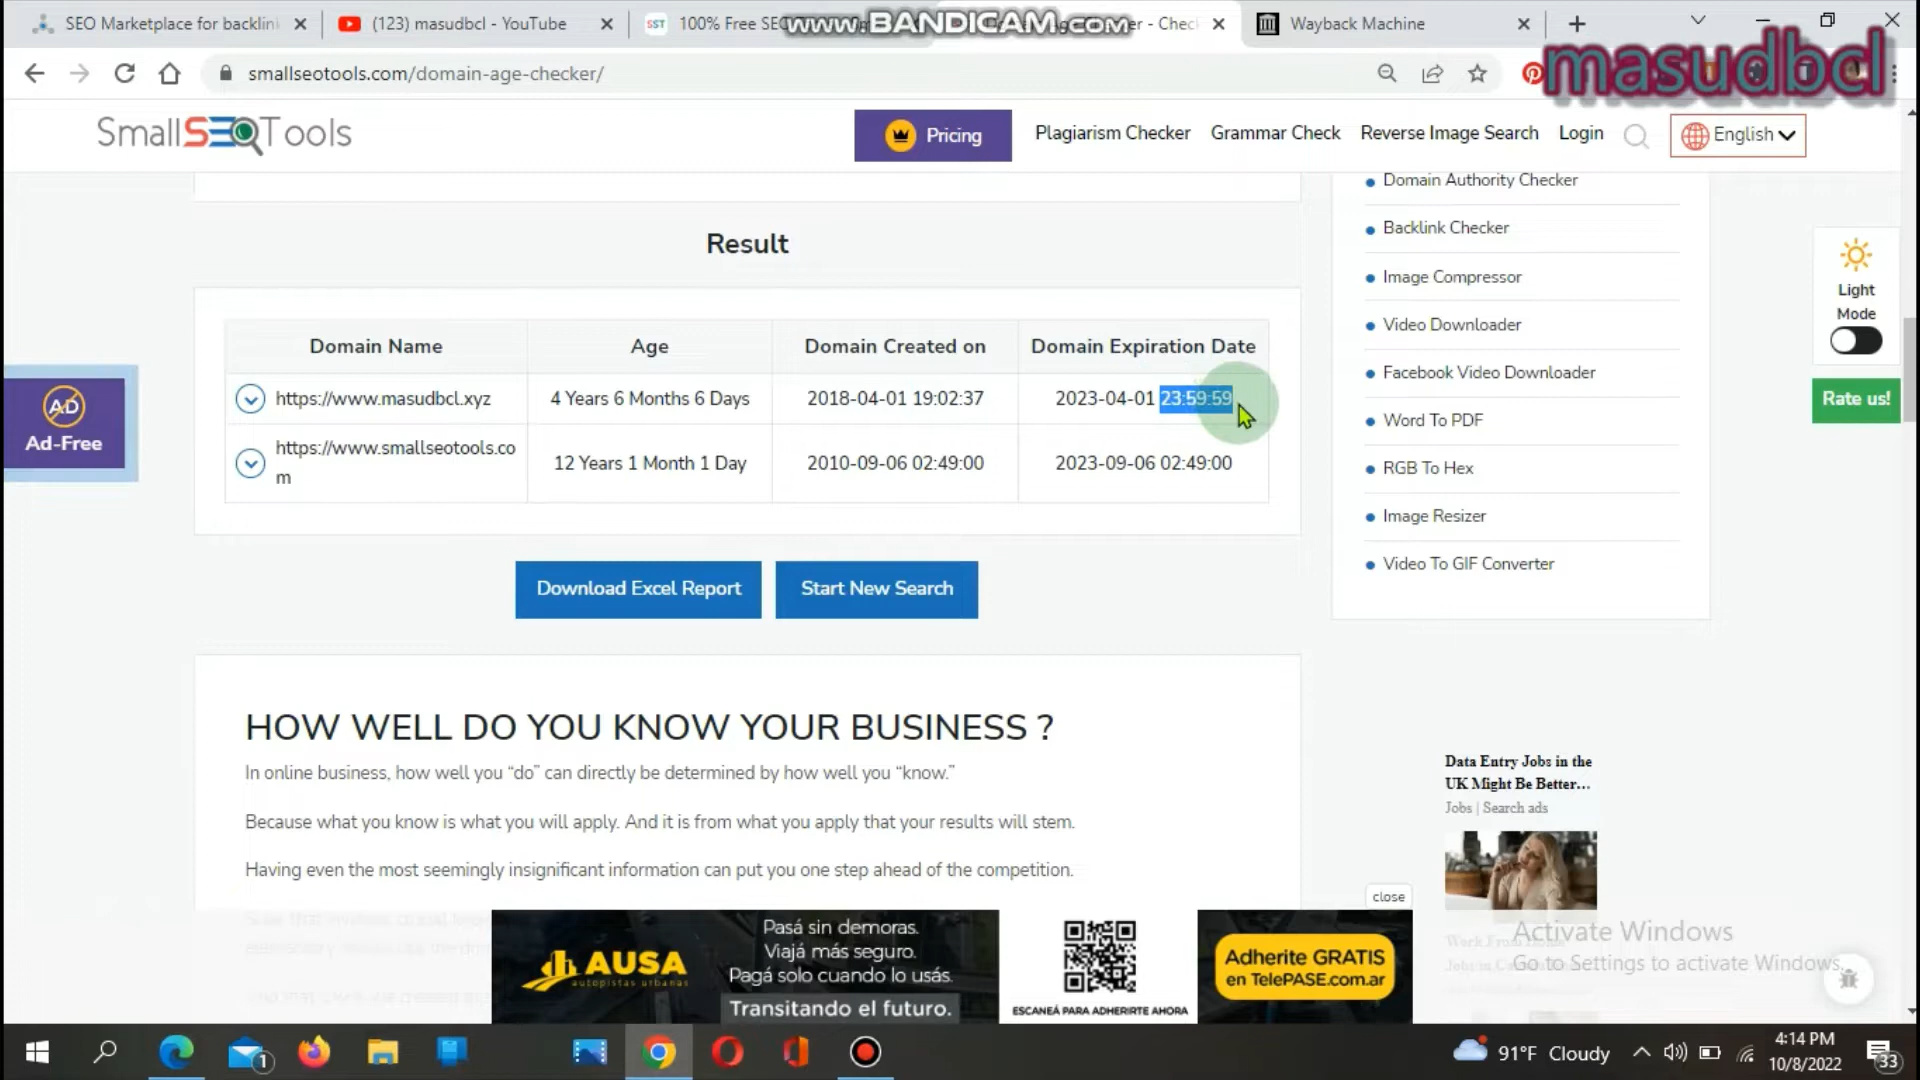 SEO Marketplace for backlin
(123) masudbcl - YouTube
100% Free SEO
www.BANDICAM.com
- Chec
Wayback Machine
masudbcl
smallseotools.com/domain-age-checker/
SmallSEOTools
Pricing
Plagiarism Checker
Grammar Check
Reverse Image Search
Login
English
Domain Authority Checker
Backlink Checker
Image Compressor
Video Downloader
Facebook Video Downloader
Word To PDF
RGB To Hex
Image Resizer
Video To GIF Converter
Light
Mode
Rate us!
AD
Ad-Free
Result
Domain Name Age Domain Created on Domain Expiration Date
https://www.masudbcl.xyz 4 Years 6 Months 6 Days 2018-04-01 19:02:37 2023-04-01 23:59:59
https://www.smallseotools.co
m
12 Years 1 Month 1 Day 2010-09-06 02:49:00 2023-09-06 02:49:00
Download Excel Report
Start New Search
HOW WELL DO YOU KNOW YOUR BUSINESS ?
In online business, how well you “do” can directly be determined by how well you “know.”
Because what you know is what you will apply. And it is from what you apply that your results will stem.
Having even the most seemingly insignificant information can put you one step ahead of the competition.
Data Entry Jobs in the
UK Might Be Better...
Jobs | Search ads
close
AUSA
autopistas urbanas
Pasá sin demoras.
Viajá más seguro.
Pagá solo cuando lo usás.
Transitando el futuro.
ESCANEÁ PARA ADHERIRTE AHORA
Adherite GRATIS
en TelePASE.com.ar
Activate Windows
Go to Settings to activate Windows.
1
91°F Cloudy
4:14 PM
10/8/2022
33